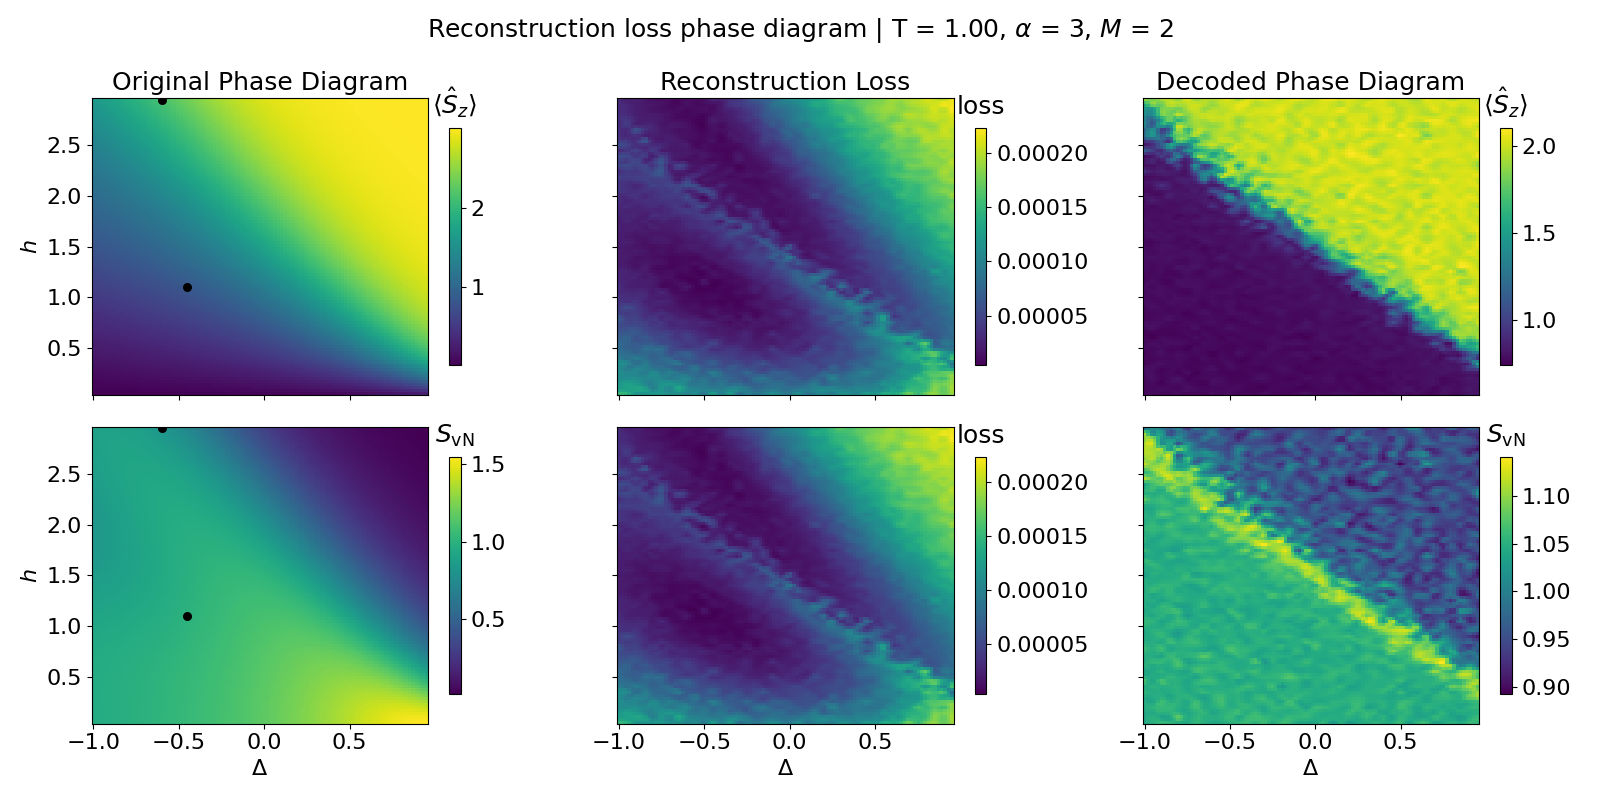 Reconstruction loss phase diagram | T = 1.00, α = 3, M = 2
Original Phase Diagram
Reconstruction Loss
Decoded Phase Diagram
⟨Ŝz⟩
loss
⟨Ŝz⟩
h
2.5
2.0
1.5
1.0
0.5
2
1
0.00020
0.00015
0.00010
0.00005
2.0
1.5
1.0
SvN
loss
SvN
h
2.5
2.0
1.5
1.0
0.5
1.5
1.0
0.5
0.00020
0.00015
0.00010
0.00005
1.10
1.05
1.00
0.95
0.90
−1.0 −0.5 0.0 0.5
−1.0 −0.5 0.0 0.5
−1.0 −0.5 0.0 0.5
Δ
Δ
Δ